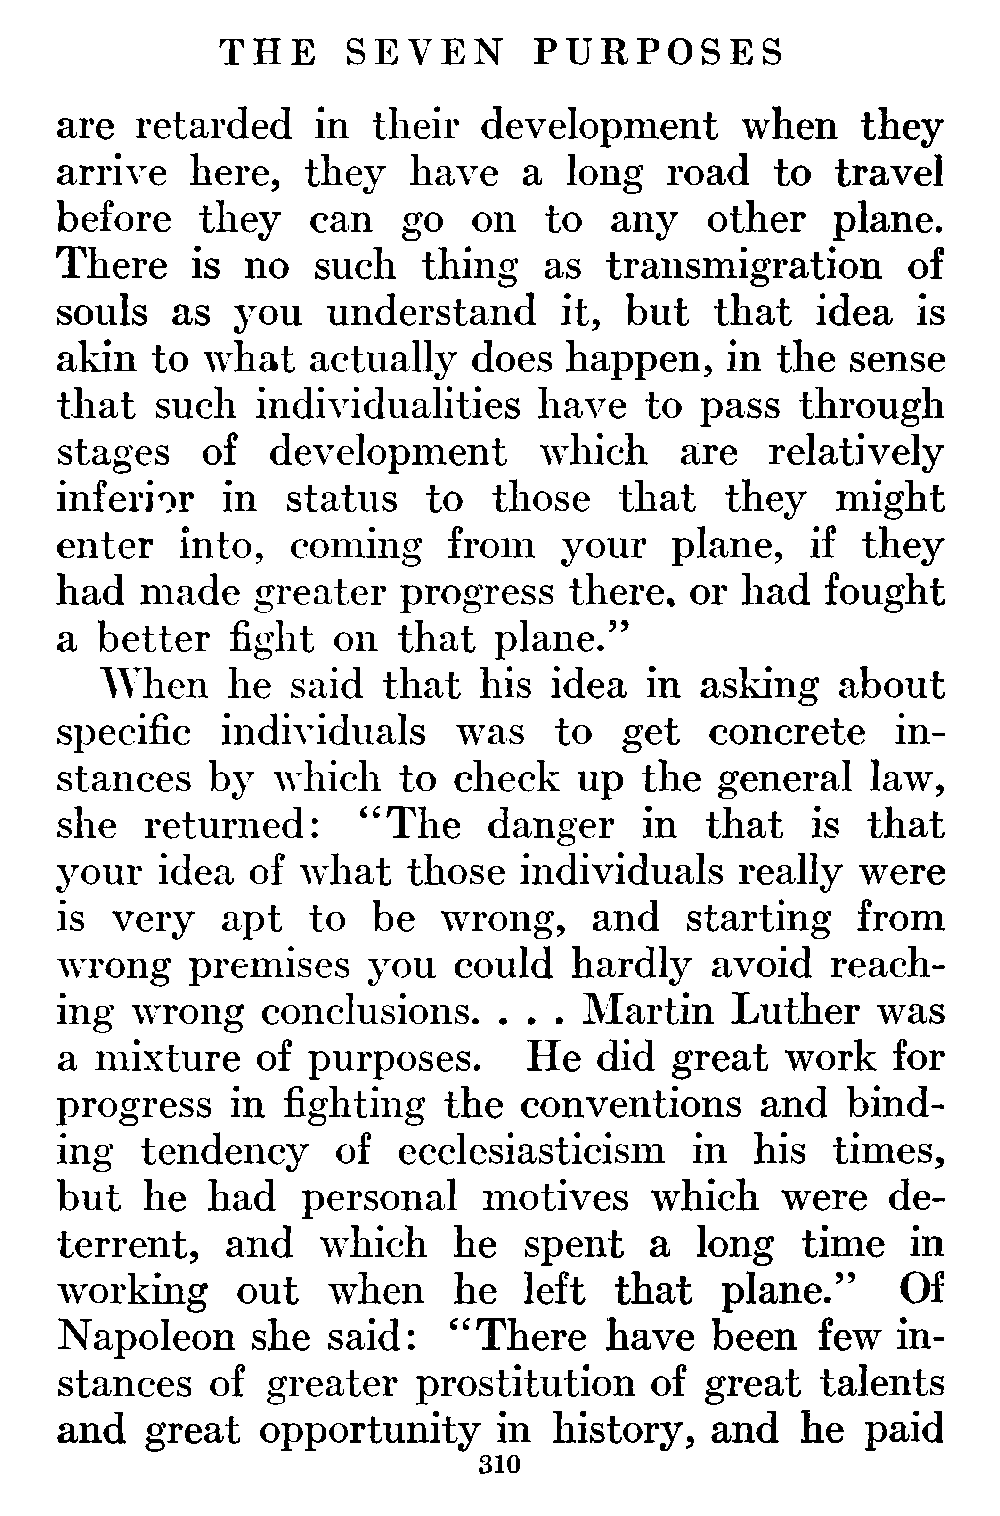 THE SEVEN PURPOSES
are retarded in their development when they
arrive here, they have a long road to travel
before they can go on to any other plane.
There is no such thing as transmigration of
souls as you understand it, but that idea is
akin to what actually does happen, in the sense
that such individualities have to pass through
stages of development which are relatively
inferior in status to those that they might
enter into, coming from your plane, if they
had made greater progress there, or had fought
a better fight on that plane.”
When he said that his idea in asking about
specific individuals was to get concrete in-
stances by which to check up the general law,
she returned: “The danger in that is that
your idea of what those individuals really were
is very apt to be wrong, and starting from
wrong premises you could hardly avoid reach-
ing wrong conclusions. . . . Martin Luther was
a mixture of purposes. He did great work for
progress in fighting the conventions and bind-
ing tendency of ecclesiasticism in his times,
but he had personal motives which were de-
terrent, and which he spent a long time in
working out when he left that plane.” Of
Napoleon she said: “There have been few in-
stances of greater prostitution of great talents
and great opportunity in history, and he paid
310